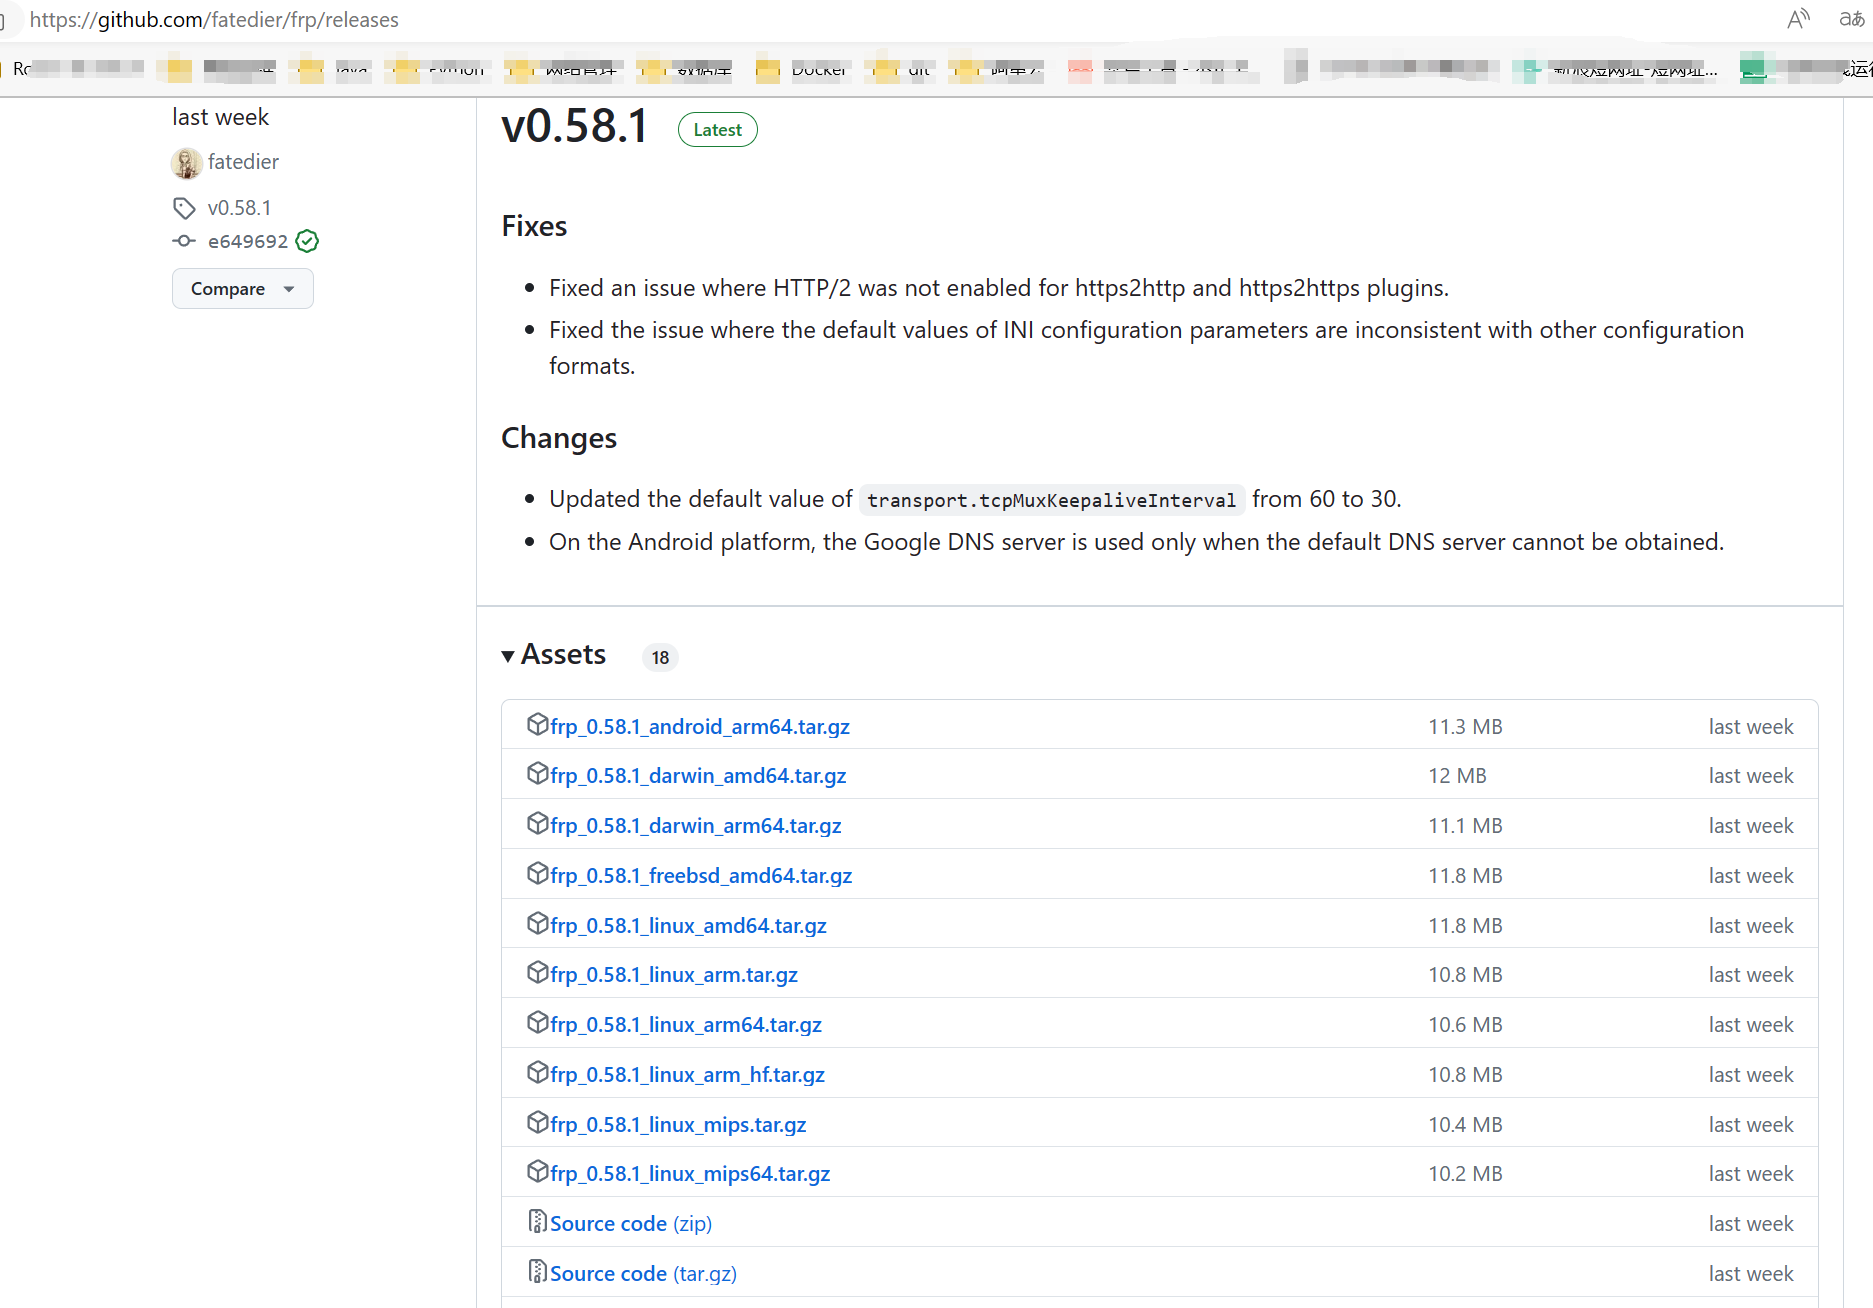 https://github.com/fatedier/frp/releases
Docker
last week
fatedier
v0.58.1
e649692
Compare
v0.58.1
Latest
Fixes
Fixed an issue where HTTP/2 was not enabled for https2http and https2https plugins.
Fixed the issue where the default values of INI configuration parameters are inconsistent with other configuration
formats.
Changes
Updated the default value of transport.tcpMuxKeepaliveInterval from 60 to 30.
On the Android platform, the Google DNS server is used only when the default DNS server cannot be obtained.
Assets 18
frp_0.58.1_android_arm64.tar.gz 11.3 MB last week
frp_0.58.1_darwin_amd64.tar.gz 12 MB last week
frp_0.58.1_darwin_arm64.tar.gz 11.1 MB last week
frp_0.58.1_freebsd_amd64.tar.gz 11.8 MB last week
frp_0.58.1_linux_amd64.tar.gz 11.8 MB last week
frp_0.58.1_linux_arm.tar.gz 10.8 MB last week
frp_0.58.1_linux_arm64.tar.gz 10.6 MB last week
frp_0.58.1_linux_arm_hf.tar.gz 10.8 MB last week
frp_0.58.1_linux_mips.tar.gz 10.4 MB last week
frp_0.58.1_linux_mips64.tar.gz 10.2 MB last week
Source code (zip) last week
Source code (tar.gz) last week